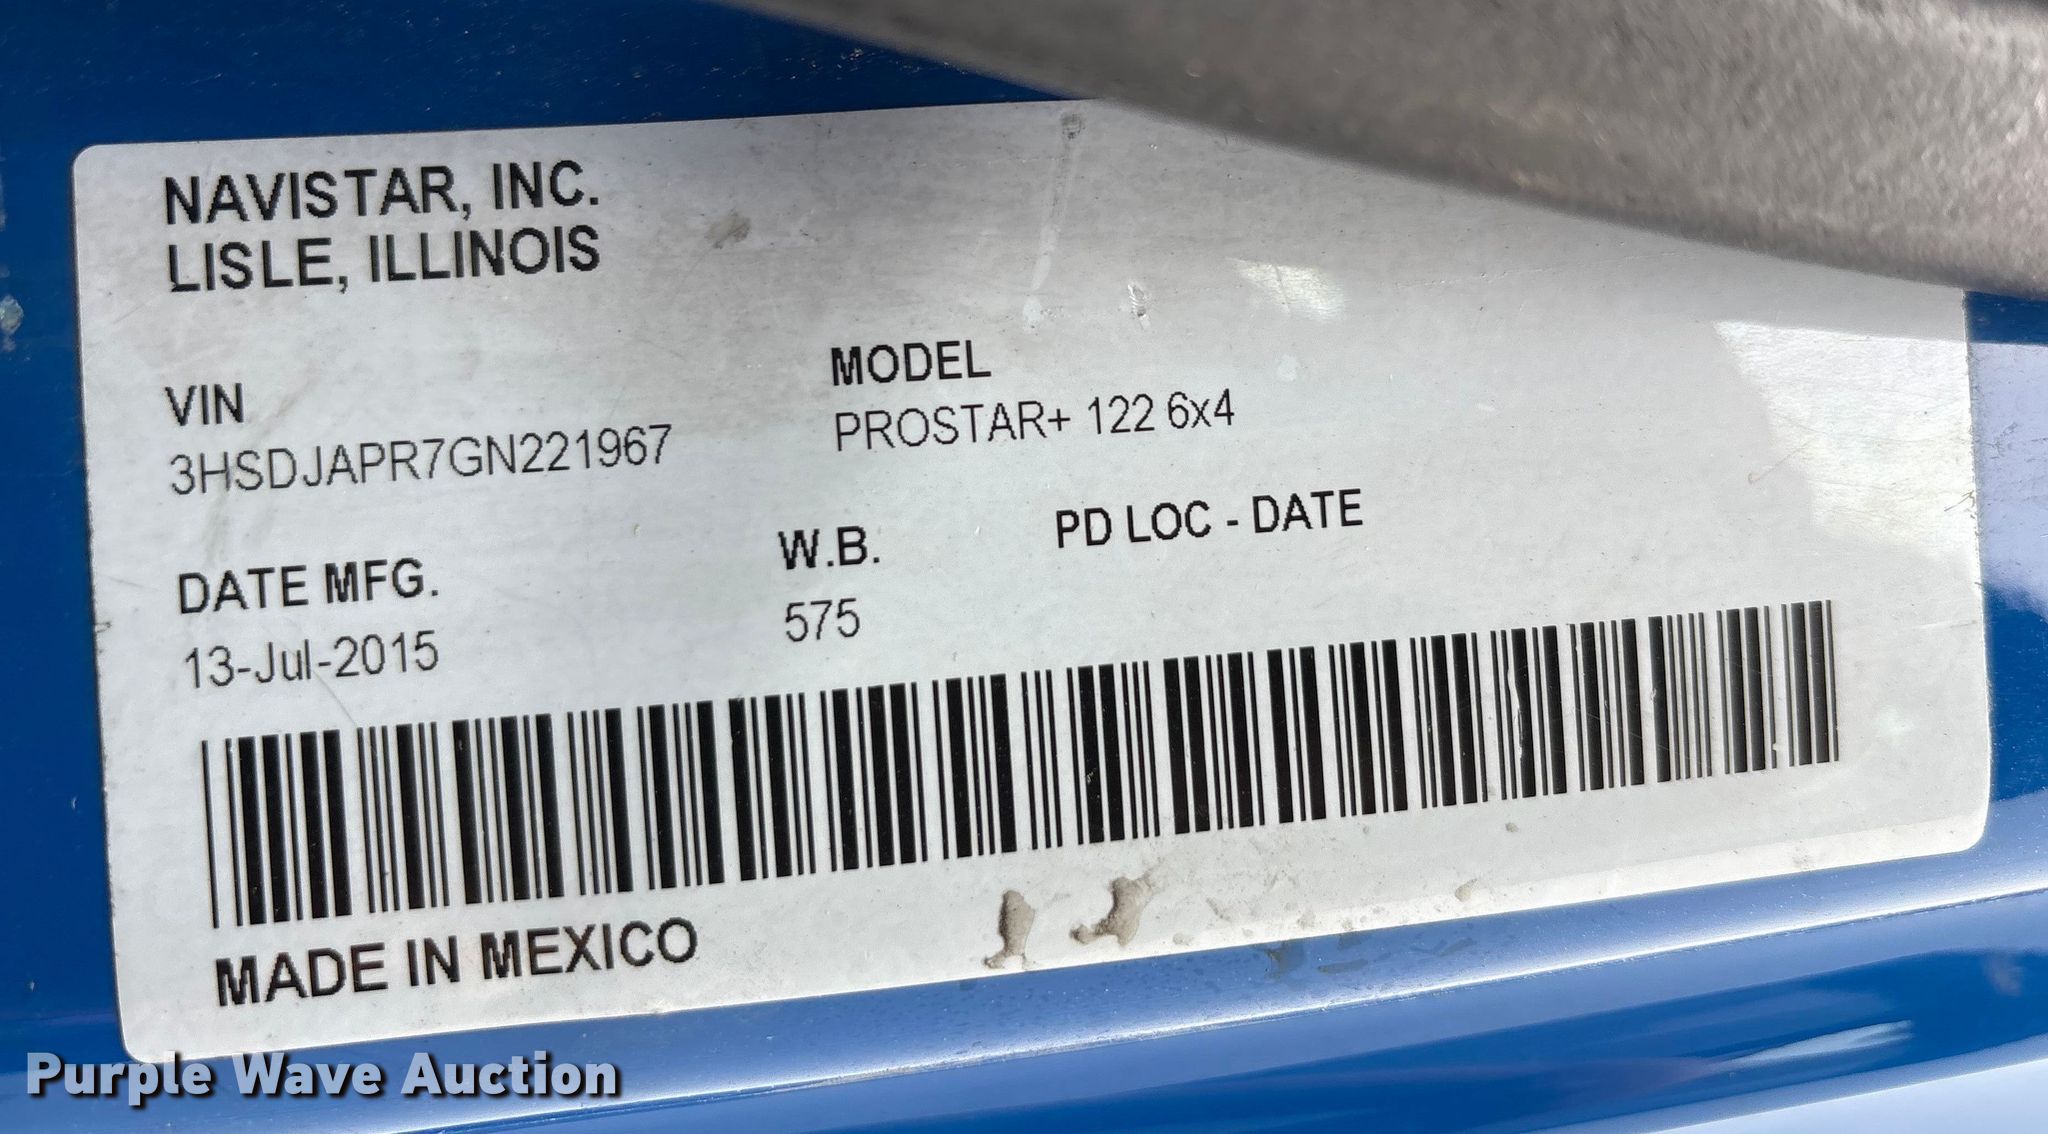 NAVISTAR, INC.
LISLE, ILLINOIS
VIN
3HSDJAPR7GN221967
MODEL
PROSTAR+ 122 6x4
DATE MFG.
13-Jul-2015
W.B.
575
PD LOC - DATE
MADE IN MEXICO
Purple Wave Auction